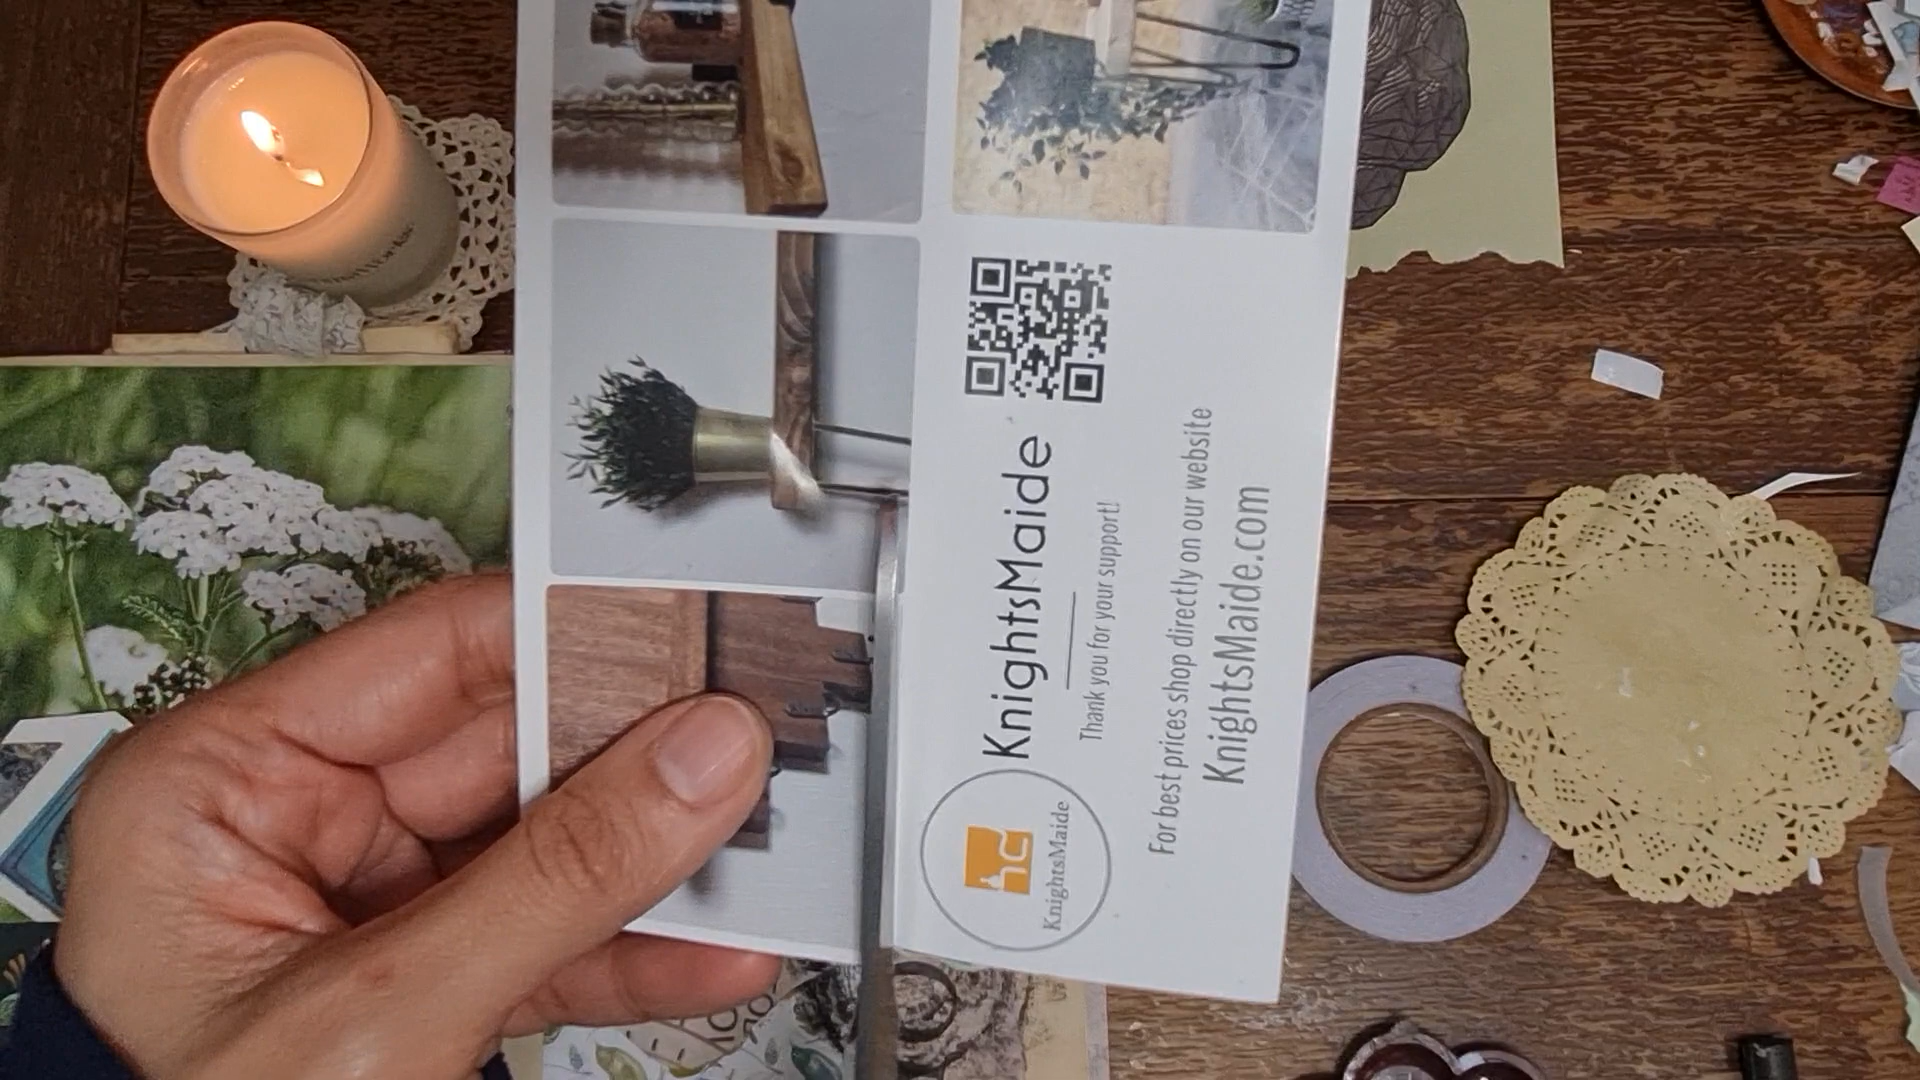 KnightsMaide
Thank you for your support!
For best prices shop directly on our website
KnightsMaide.com
KnightsMaide